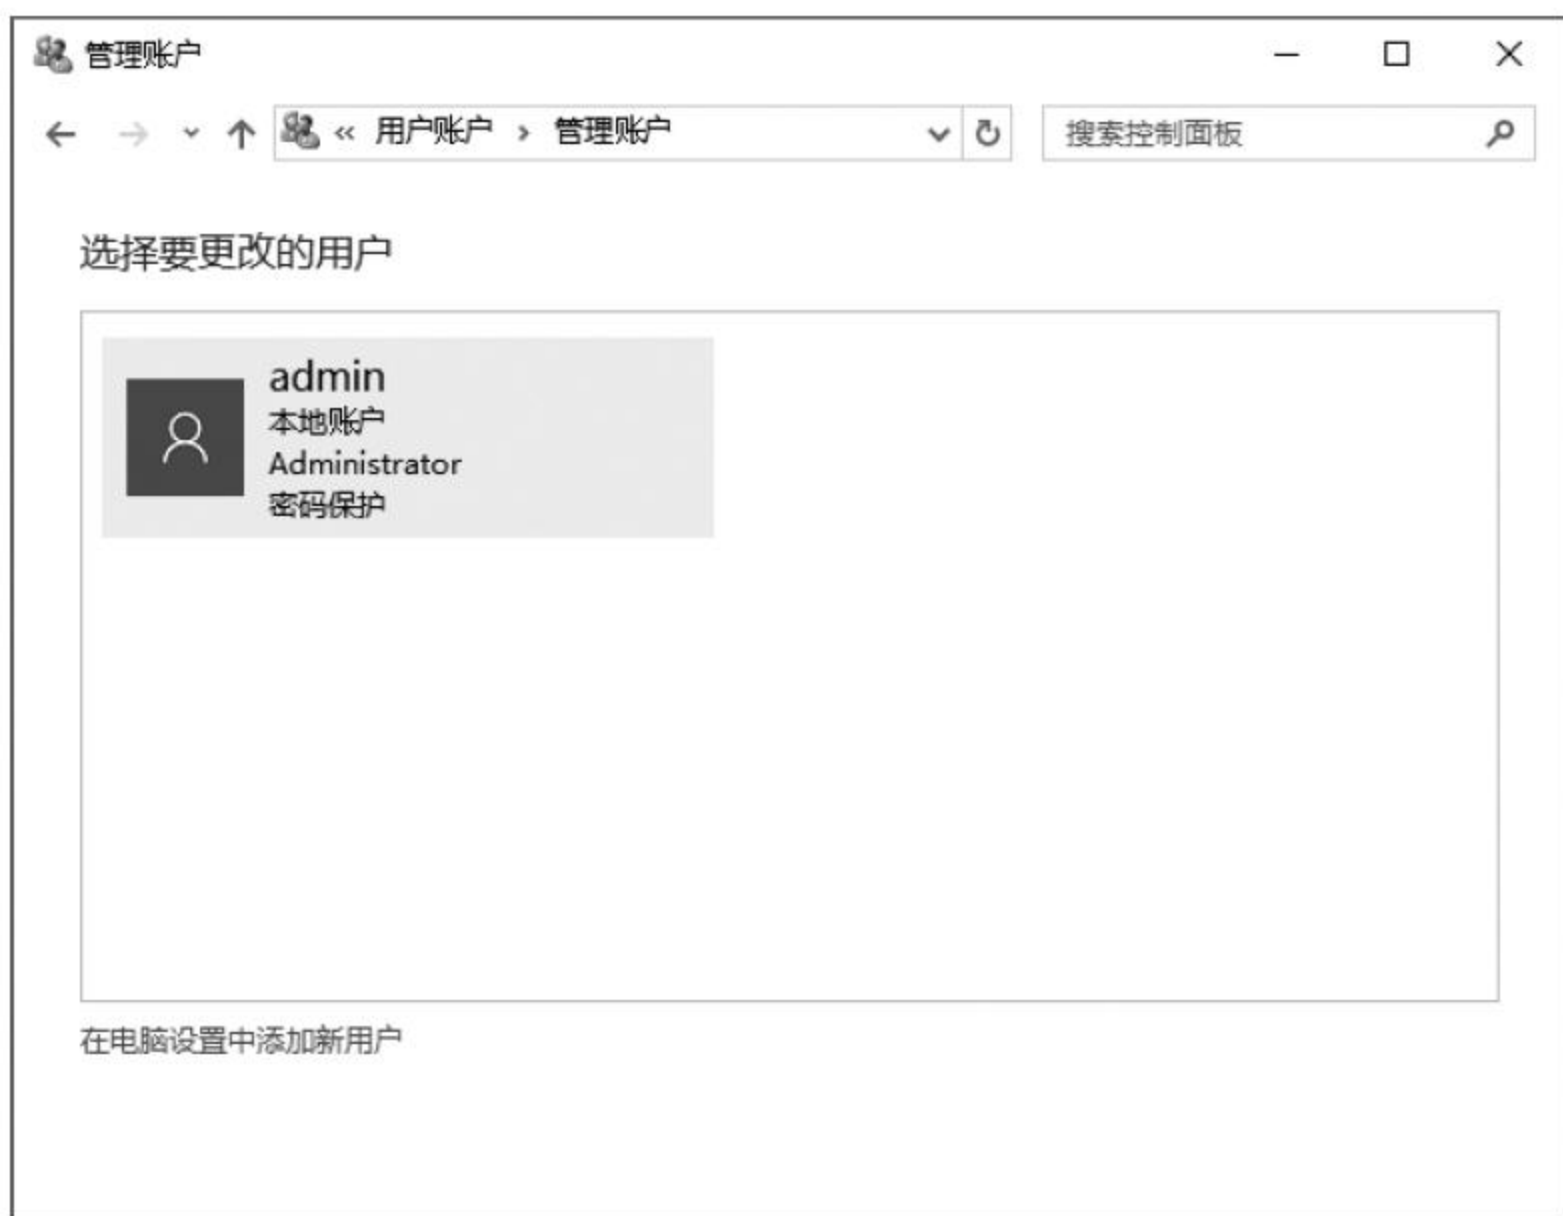 管理账户
« 用户账户 › 管理账户
搜索控制面板
选择要更改的用户
admin
本地账户
Administrator
密码保护
在电脑设置中添加新用户